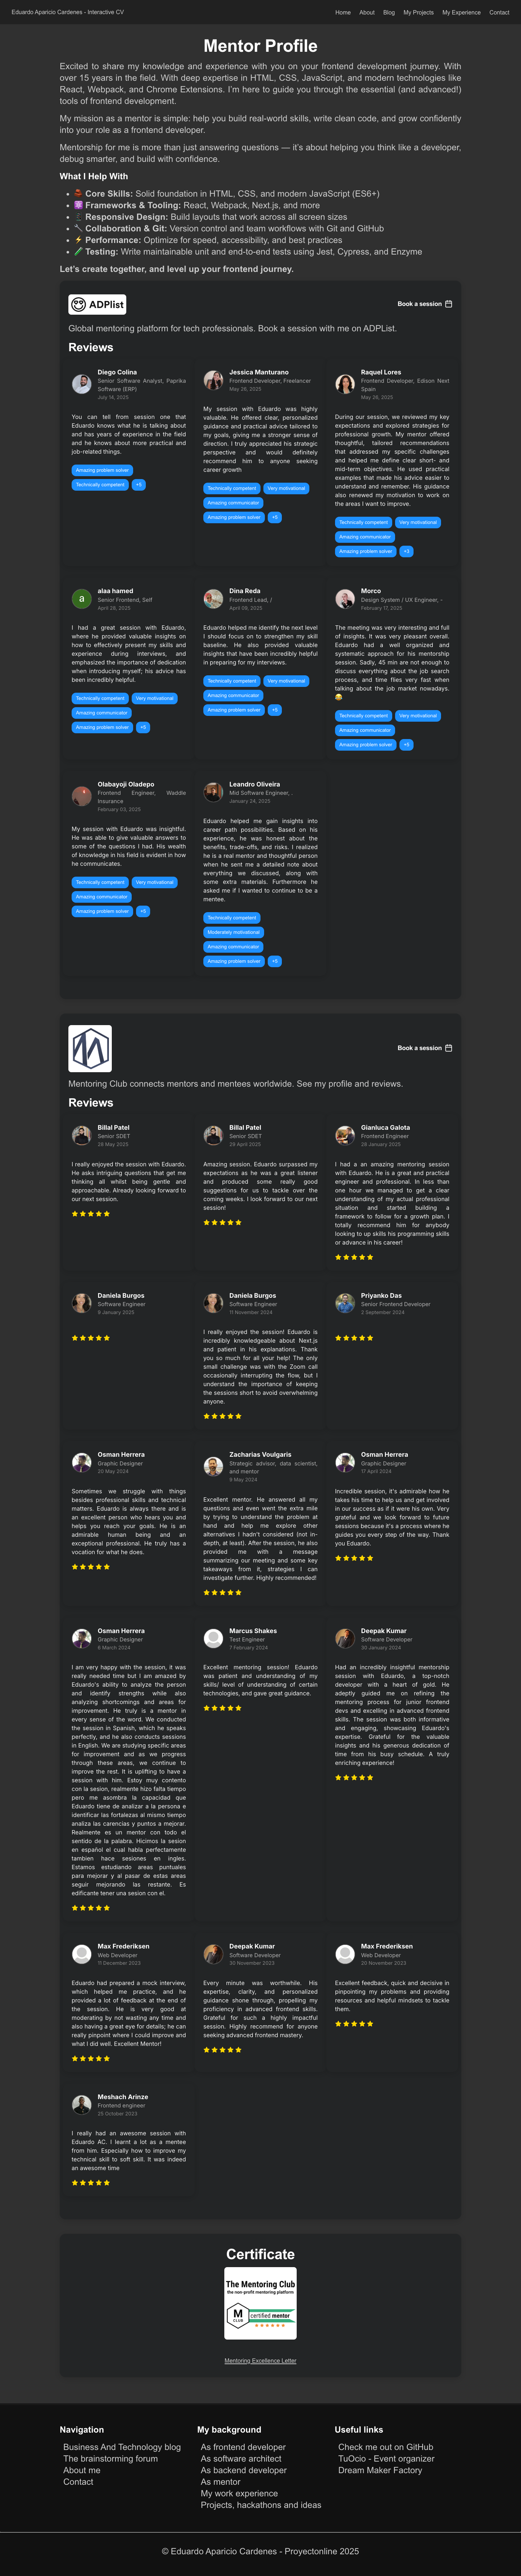 Eduardo Aparicio Cardenes - Interactive CV
Home
About
Blog
My Projects
My Experience
Contact
Mentor Profile
Excited to share my knowledge and experience with you on your frontend development journey. With
over 15 years in the field. With deep expertise in HTML, CSS, JavaScript, and modern technologies like
React, Webpack, and Chrome Extensions. I'm here to guide you through the essential (and advanced!)
tools of frontend development.
My mission as a mentor is simple: help you build real-world skills, write clean code, and grow confidently
into your role as a frontend developer.
Mentorship for me is more than just answering questions — it's about helping you think like a developer,
debug smarter, and build with confidence.
What I Help With
Core Skills: Solid foundation in HTML, CSS, and modern JavaScript (ES6+)
Frameworks & Tooling: React, Webpack, Next.js, and more
Responsive Design: Build layouts that work across all screen sizes
Collaboration & Git: Version control and team workflows with Git and GitHub
Performance: Optimize for speed, accessibility, and best practices
Testing: Write maintainable unit and end-to-end tests using Jest, Cypress, and Enzyme
Let's create together, and level up your frontend journey.
ADPlist
Book a session
Global mentoring platform for tech professionals. Book a session with me on ADPList.
Reviews
Diego Colina
Senior Software Analyst, Paprika
Software (ERP)
July 14, 2025
You can tell from session one that
Eduardo knows what he is talking about
and has years of experience in the field
and he knows about more practical and
job-related things.
Amazing problem solver
Technically competent
+5
Jessica Manturano
Frontend Developer, Freelancer
May 26, 2025
My session with Eduardo was highly
valuable. He offered clear, personalized
guidance and practical advice tailored to
my goals, giving me a stronger sense of
direction. I truly appreciated his strategic
perspective and would definitely
recommend him to anyone seeking
career growth
Technically competent
Very motivational
Amazing communicator
Amazing problem solver
+5
Raquel Lores
Frontend Developer, Edison Next
Spain
May 26, 2025
During our session, we reviewed my key
expectations and explored strategies for
professional growth. My mentor offered
thoughtful, tailored recommendations
that addressed my specific challenges
and helped me define clear short- and
mid-term objectives. He used practical
examples that made his advice easier to
understand and remember. His guidance
also renewed my motivation to work on
the areas I want to improve.
Technically competent
Very motivational
Amazing communicator
Amazing problem solver
+3
a
alaa hamed
Senior Frontend, Self
April 26, 2025
I had a great session with Eduardo,
where he provided valuable insights on
how to effectively present my skills and
experience during interviews, and
emphasized the importance of dedication
when introducing myself; his advice has
been incredibly helpful.
Technically competent
Very motivational
Amazing communicator
Amazing problem solver
+5
Dina Reda
Frontend Lead, /
April 09, 2025
Eduardo helped me identify the next level
I should focus on to strengthen my skill
baseline. He also provided valuable
insights that have been incredibly helpful
in preparing for my interviews.
Technically competent
Very motivational
Amazing communicator
Amazing problem solver
+5
Morco
Design System / UX Engineer, -
February 17, 2025
The meeting was very interesting and full
of insights. It was very pleasant overall.
Eduardo had a well organized and
systematic approach for his mentorship
session. Sadly, 45 min are not enough to
discuss everything about the job search
process, and time flies very fast when
talking about the job market nowadays.
😂
Technically competent
Very motivational
Amazing communicator
Amazing problem solver
+5
Olabayoji Oladepo
Frontend Engineer, Waddle
Insurance
February 03, 2025
My session with Eduardo was insightful.
He was able to give valuable answers to
some of the questions I had. His wealth
of knowledge in his field is evident in how
he communicates.
Technically competent
Very motivational
Amazing communicator
Amazing problem solver
+5
Leandro Oliveira
Mid Software Engineer, .
January 24, 2025
Eduardo helped me gain insights into
career path possibilities. Based on his
experience, he was honest about the
benefits, trade-offs, and risks. I realized
he is a real mentor and thoughtful person
when he sent me a detailed note about
everything we discussed, along with
some extra materials. Furthermore he
asked me if I wanted to continue to be a
mentee.
Technically competent
Moderately motivational
Amazing communicator
Amazing problem solver
+5
Book a session
Mentoring Club connects mentors and mentees worldwide. See my profile and reviews.
Reviews
Billal Patel
Senior SDET
28 May 2025
I really enjoyed the session with Eduardo.
He asks intriguing questions that get me
thinking all whilst being gentle and
approachable. Already looking forward to
our next session.
Billal Patel
Senior SDET
29 April 2025
Amazing session. Eduardo surpassed my
expectations as he was a great listener
and produced some really good
suggestions for us to tackle over the
coming weeks. I look forward to our next
session!
Gianluca Galota
Frontend Engineer
28 January 2025
I had a an amazing mentoring session
with Eduardo. He is a great and practical
engineer and professional. In less than
one hour we managed to get a clear
understanding of my actual professional
situation and started building a
framework to follow for a growth plan. I
totally recommend him for anybody
looking to up skills his programming skills
or advance in his career!
Daniela Burgos
Software Engineer
9 January 2025
Daniela Burgos
Software Engineer
11 November 2024
I really enjoyed the session! Eduardo is
incredibly knowledgeable about Next.js
and patient in his explanations. Thank
you so much for all your help! The only
small challenge was with the Zoom call
occasionally interrupting the flow, but I
understand the importance of keeping
the sessions short to avoid overwhelming
anyone.
Priyanko Das
Senior Frontend Developer
2 September 2024
Osman Herrera
Graphic Designer
20 May 2024
Sometimes we struggle with things
besides professional skills and technical
matters. Eduardo is always there and is
an excellent person who hears you and
helps you reach your goals. He is an
admirable human being and an
exceptional professional. He truly has a
vocation for what he does.
Zacharias Voulgaris
Strategic advisor, data scientist,
and mentor
9 May 2024
Excellent mentor. He answered all my
questions and even went the extra mile
by trying to understand the problem at
hand and help me explore other
alternatives I hadn't considered (not in-
depth, at least). After the session, he also
provided me with a message
summarizing our meeting and some key
takeaways from it, strategies I can
investigate further. Highly recommended!
Osman Herrera
Graphic Designer
17 April 2024
Incredible session, it's admirable how he
takes his time to help us and get involved
in our success as if it were his own. Very
grateful and we look forward to future
sessions because it's a process where he
guides you every step of the way. Thank
you Eduardo.
Osman Herrera
Graphic Designer
6 March 2024
I am very happy with the session, it was
really needed time but I am amazed by
Eduardo's ability to analyze the person
and identify strengths while also
analyzing shortcomings and areas for
improvement. He truly is a mentor in
every sense of the word. We conducted
the session in Spanish, which he speaks
perfectly, and he also conducts sessions
in English. We are studying specific areas
for improvement and as we progress
through these areas, we continue to
improve the rest. It is uplifting to have a
session with him. Estoy muy contento
con la sesion, realmente hizo falta tiempo
pero me asombra la capacidad que
Eduardo tiene de analizar a la persona e
identificar las fortalezas al mismo tiempo
analiza las carencias y puntos a mejorar.
Realmente es un mentor con todo el
sentido de la palabra. Hicimos la sesion
en español el cual habla perfectamente
tambien hace sesiones en ingles.
Estamos estudiando areas puntuales
para mejorar y al pasar de estas areas
seguir mejorando las restante. Es
edificante tener una sesion con el.
Marcus Shakes
Test Engineer
7 February 2024
Excellent mentoring session! Eduardo
was patient and understanding of my
skills/ level of understanding of certain
technologies, and gave great guidance.
Deepak Kumar
Software Developer
30 January 2024
Had an incredibly insightful mentorship
session with Eduardo, a top-notch
developer with a heart of gold. He
adeptly guided me on refining the
mentoring process for junior frontend
devs and excelling in advanced frontend
skills. The session was both informative
and engaging, showcasing Eduardo's
expertise. Grateful for the valuable
insights and his generous dedication of
time from his busy schedule. A truly
enriching experience!
Max Frederiksen
Web Developer
11 December 2023
Eduardo had prepared a mock interview,
which helped me practice, and he
provided a lot of feedback at the end of
the session. He is very good at
moderating by not wasting any time and
also having a great eye for details; he can
really pinpoint where I could improve and
what I did well. Excellent Mentor!
Deepak Kumar
Software Developer
30 November 2023
Every minute was worthwhile. His
expertise, clarity, and personalized
guidance shone through, propelling my
proficiency in advanced frontend skills.
Grateful for such a highly impactful
session. Highly recommend for anyone
seeking advanced frontend mastery.
Max Frederiksen
Web Developer
20 November 2023
Excellent feedback, quick and decisive in
pinpointing my problems and providing
resources and helpful mindsets to tackle
them.
Meshach Arinze
Frontend engineer
25 October 2023
I really had an awesome session with
Eduardo AC. I learnt a lot as a mentee
from him. Especially how to improve my
technical skill to soft skill. It was indeed
an awesome time
Certificate
The Mentoring Club
the non-profit mentoring platform
M
CLUB
certified mentor
Mentoring Excellence Letter
Navigation
Business And Technology blog
The brainstorming forum
About me
Contact
My background
As frontend developer
As software architect
As backend developer
As mentor
My work experience
Projects, hackathons and ideas
Useful links
Check me out on GitHub
TuOcio - Event organizer
Dream Maker Factory
© Eduardo Aparicio Cardenes - Proyectonline 2025